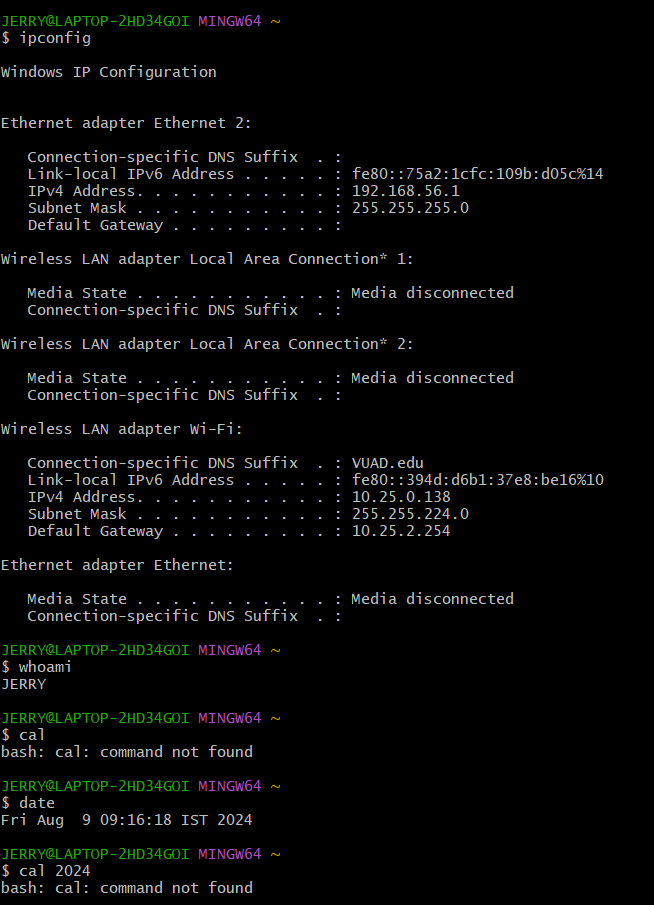 JERRY@LAPTOP-2HD34GOI MINGW64 ~
$ ipconfig
Windows IP Configuration
Ethernet adapter Ethernet 2:
Connection-specific DNS Suffix  . :
Link-local IPv6 Address . . . . . : fe80::75a2:1cfc:109b:d05c%14
IPv4 Address. . . . . . . . . . . : 192.168.56.1
Subnet Mask . . . . . . . . . . . : 255.255.255.0
Default Gateway . . . . . . . . . :
Wireless LAN adapter Local Area Connection* 1:
Media State . . . . . . . . . . . : Media disconnected
Connection-specific DNS Suffix  . :
Wireless LAN adapter Local Area Connection* 2:
Media State . . . . . . . . . . . : Media disconnected
Connection-specific DNS Suffix  . :
Wireless LAN adapter Wi-Fi:
Connection-specific DNS Suffix  . : VUAD.edu
Link-local IPv6 Address . . . . . : fe80::394d:d6b1:37e8:be16%10
IPv4 Address. . . . . . . . . . . : 10.25.0.138
Subnet Mask . . . . . . . . . . . : 255.255.224.0
Default Gateway . . . . . . . . . : 10.25.2.254
Ethernet adapter Ethernet:
Media State . . . . . . . . . . . : Media disconnected
Connection-specific DNS Suffix  . :
JERRY@LAPTOP-2HD34GOI MINGW64 ~
$ whoami
JERRY
JERRY@LAPTOP-2HD34GOI MINGW64 ~
$ cal
bash: cal: command not found
JERRY@LAPTOP-2HD34GOI MINGW64 ~
$ date
Fri Aug  9 09:16:18 IST 2024
JERRY@LAPTOP-2HD34GOI MINGW64 ~
$ cal 2024
bash: cal: command not found